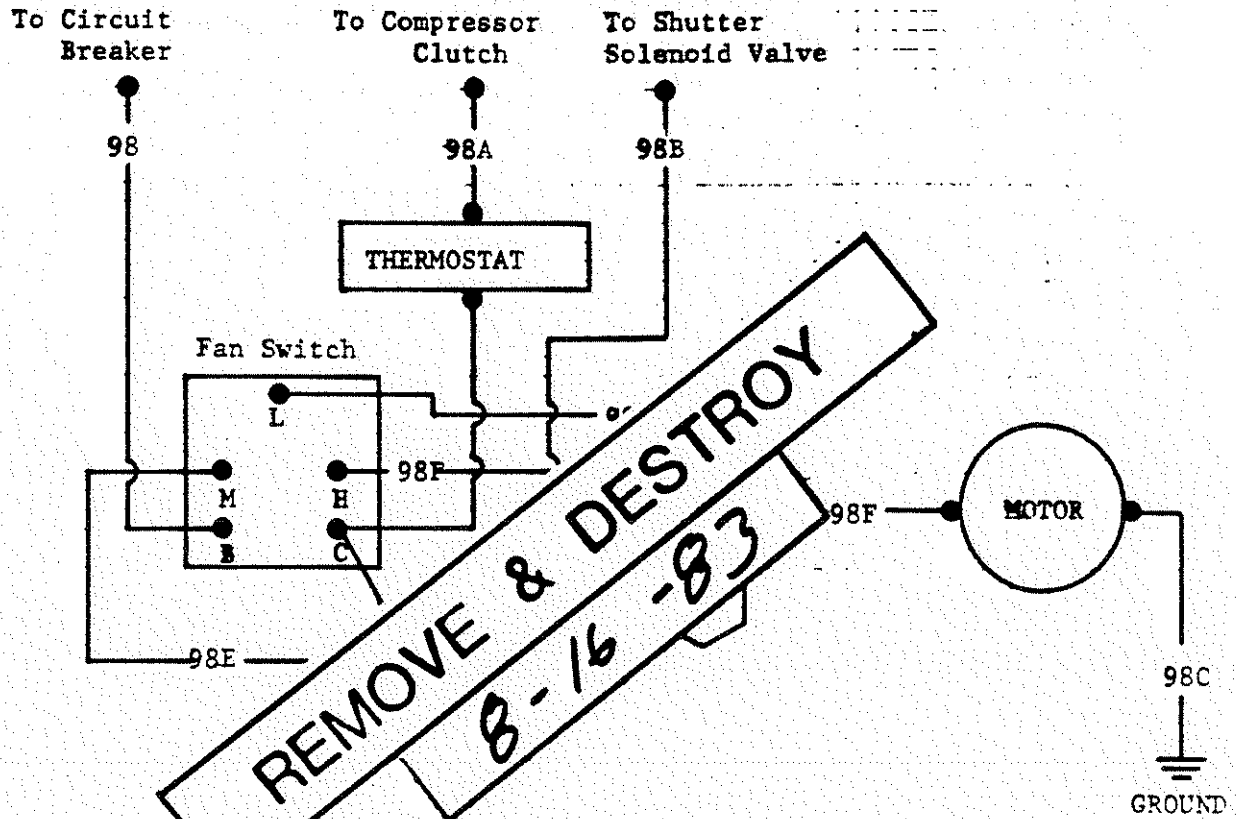 To Circuit
Breaker
To Compressor
Clutch
To Shutter
Solenoid Valve
98
98A
98B
THERMOSTAT
Fan Switch
L
M
H
98F
B
C
98E
REMOVE & DESTROY
8-16-83
98F
MOTOR
98C
GROUND